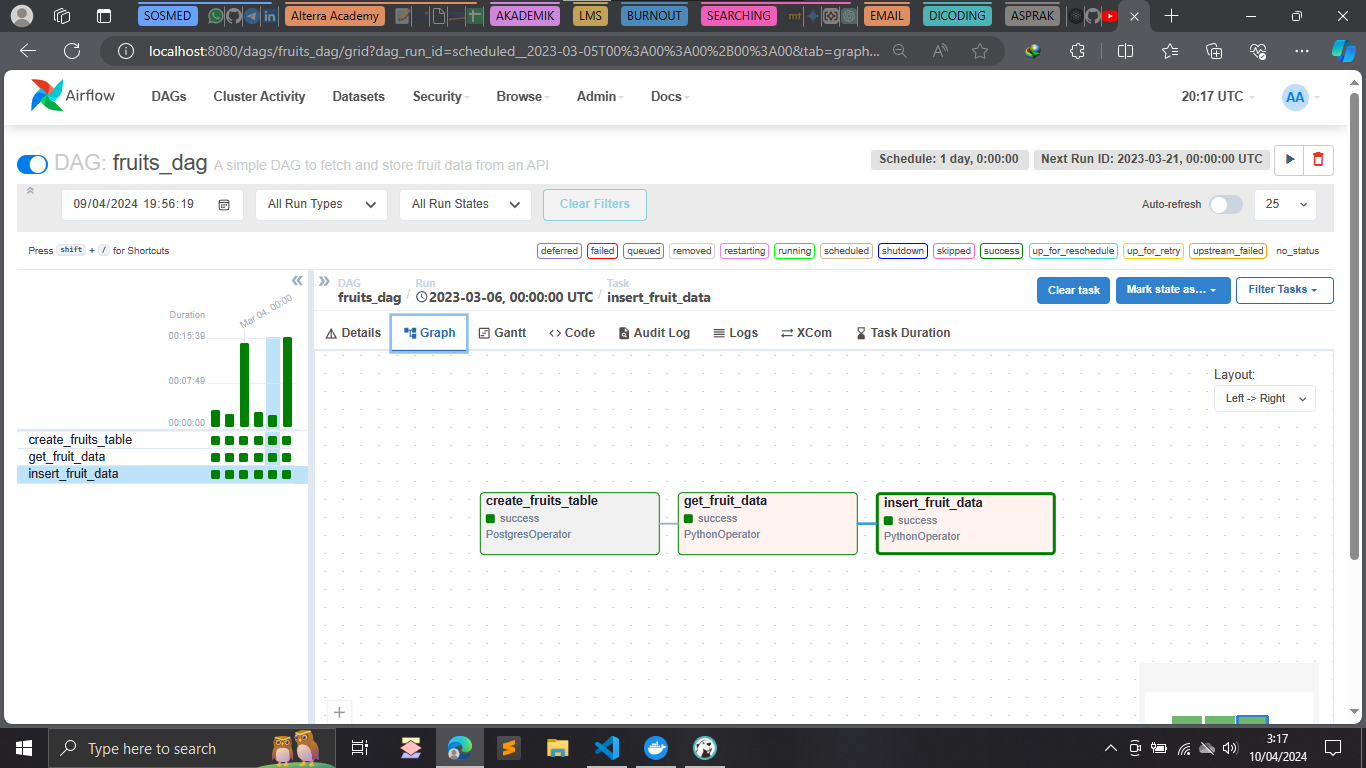 SOSMED
Alterra Academy
AKADEMIK
LMS
BURNOUT
SEARCHING
mt
EMAIL
DICODING
ASPRAK
localhost:8080/dags/fruits_dag/grid?dag_run_id=scheduled__2023-03-05T00%3A00%3A00%2B00%3A00&tab=graph...
Airflow
DAGs
Cluster Activity
Datasets
Security
Browse
Admin
Docs
20:17 UTC
AA
DAG: fruits_dag A simple DAG to fetch and store fruit data from an API
Schedule: 1 day, 0:00:00
Next Run ID: 2023-03-21, 00:00:00 UTC
09/04/2024 19:56:19
All Run Types
All Run States
Clear Filters
Auto-refresh
25
Press shift + / for Shortcuts
deferred
failed
queued
removed
restarting
running
scheduled
shutdown
skipped
success
up_for_reschedule
up_for_retry
upstream_failed
no_status
Duration
Mar 04, 00:00
00:15:39
00:07:49
00:00:00
create_fruits_table
get_fruit_data
insert_fruit_data
DAG
fruits_dag
/
Run
2023-03-06, 00:00:00 UTC
/
Task
insert_fruit_data
Clear task
Mark state as...
Filter Tasks
Details
Graph
Gantt
Code
Audit Log
Logs
XCom
Task Duration
Layout:
Left -> Right
create_fruits_table
success
PostgresOperator
get_fruit_data
success
PythonOperator
insert_fruit_data
success
PythonOperator
Type here to search
3:17
10/04/2024